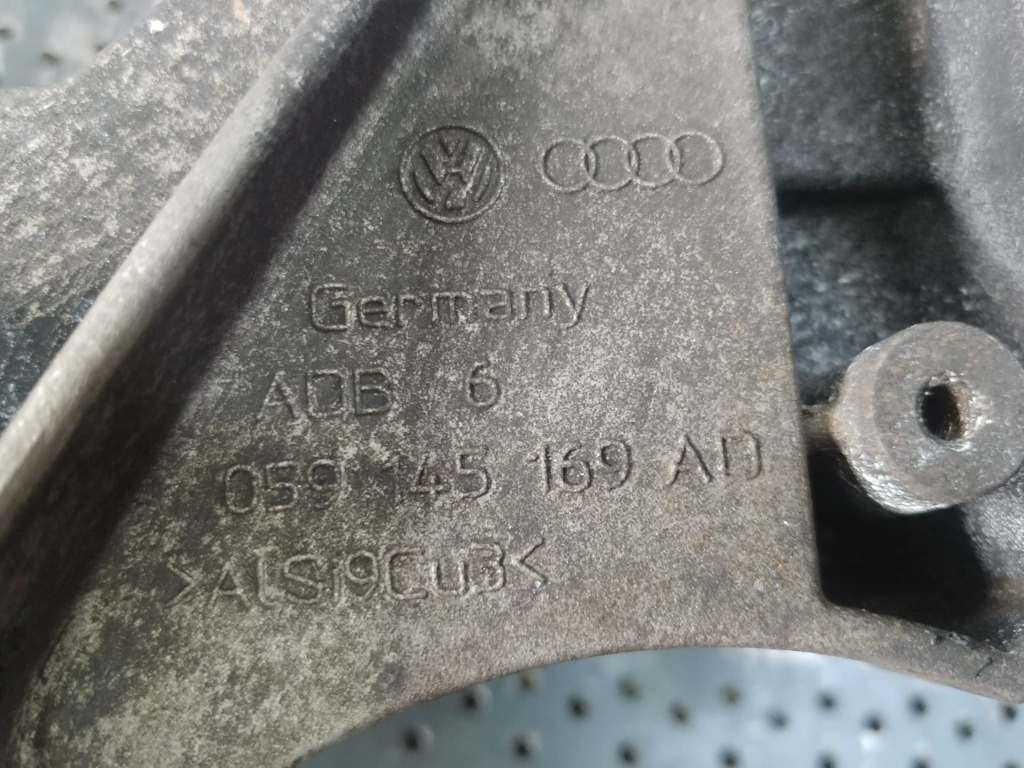 Germany
ADB 6
059 145 169 AD
>AlSi9Cu3<